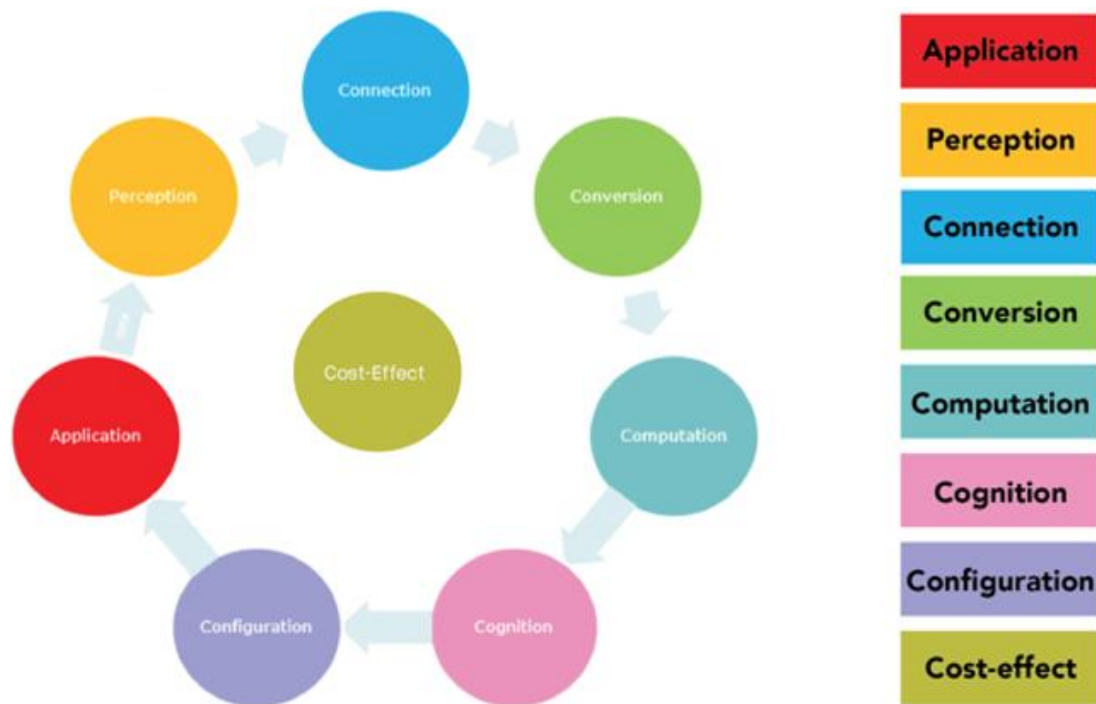 Connection
Perception
Conversion
Cost-Effect
Application
Computation
Configuration
Cognition
Application
Perception
Connection
Conversion
Computation
Cognition
Configuration
Cost-effect